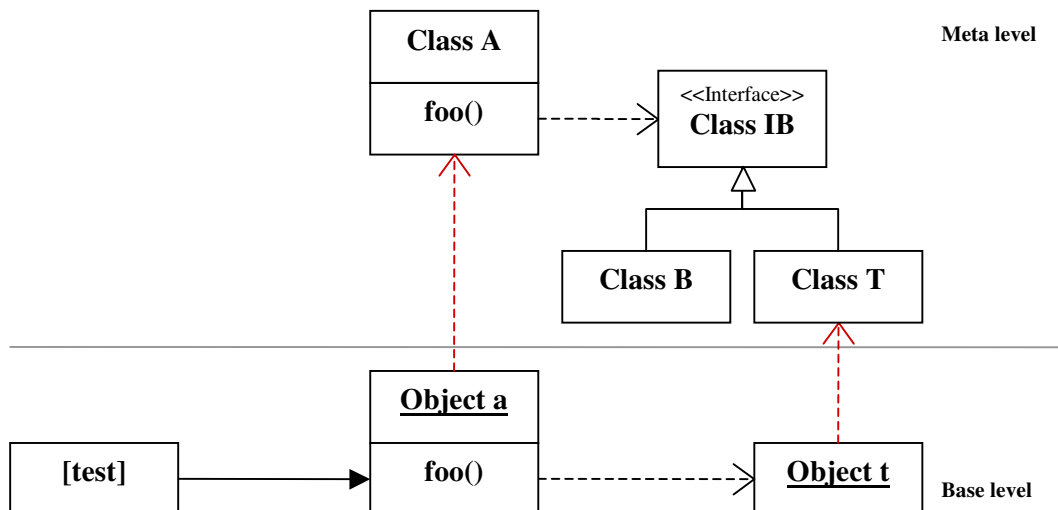 Class A
Meta level
foo()
<<Interface>>
Class IB
Class B
Class T
Object a
[test]
foo()
Object t
Base level